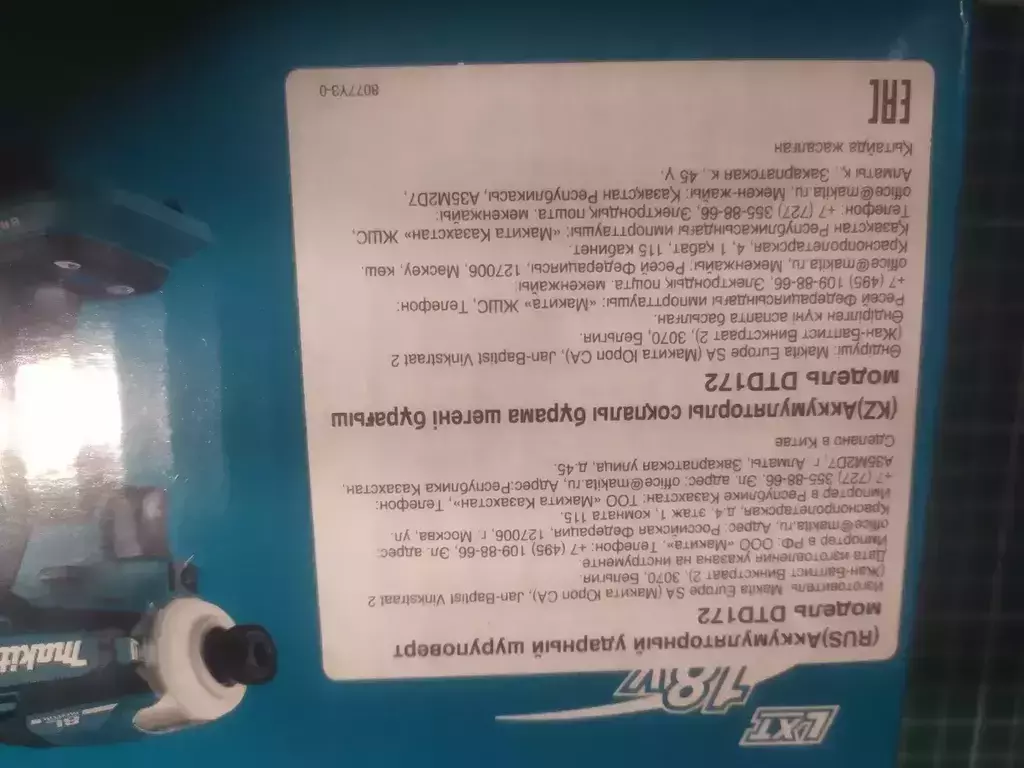 LXT
18V
(RUS)Аккумуляторный ударный шуруповерт
модель DTD172
Изготовитель Makita Europe SA (Макита Юроп СА), Jan-Baptist Vinkstraat 2
(Жан-Баптист Винкстраат 2), 3070, Бельгия.
Дата изготовления указана на инструменте
Импортер в РФ: ООО «Макита», Телефон: +7 (495) 109-88-66, Эл. адрес:
office@makita.ru, Адрес: Российская Федерация, 127006, г. Москва, ул.
Краснопролетарская, д.4, этаж 1, комната 115.
Импортер в Республике Казахстан: ТОО «Макита Казахстан», Телефон:
+7 (727) 355-88-66, Эл. адрес: office@makita.ru, Адрес:Республика Казахстан,
A35M2D7, г. Алматы, Закарпатская улица, д.45.
Сделано в Китае
(KZ)Аккумуляторлы соқпалы бұрама шегені бұрағыш
модель DTD172
Өндіруші: Makita Europe SA (Макита Юроп СА), Jan-Baptist Vinkstraat 2
(Жан-Баптист Винкстраат 2), 3070, Бельгия.
Өндірілген күні аспапта басылған.
Ресей Федерациясындағы импорттаушы: «Макита» ЖШС, Телефон:
+7 (495) 109-88-66, Электрондық пошта. мекенжайы:
office@makita.ru, Мекенжайы: Ресей Федерациясы, 127006, Мәскеу, көш.
Краснопролетарская, 4, 1 қабат, 115 кабинет.
Қазақстан Республикасындағы импорттаушы: «Макита Казахстан» ЖШС,
Телефон: +7 (727) 355-88-66, Электрондық пошта. мекенжайы:
office@makita.ru, Мекен-жайы: Қазақстан Республикасы, A35M2D7,
Алматы қ., Закарпатская к., 45 ү.
Қытайда жасалған
EAC
8077Y3-0
makita
BL